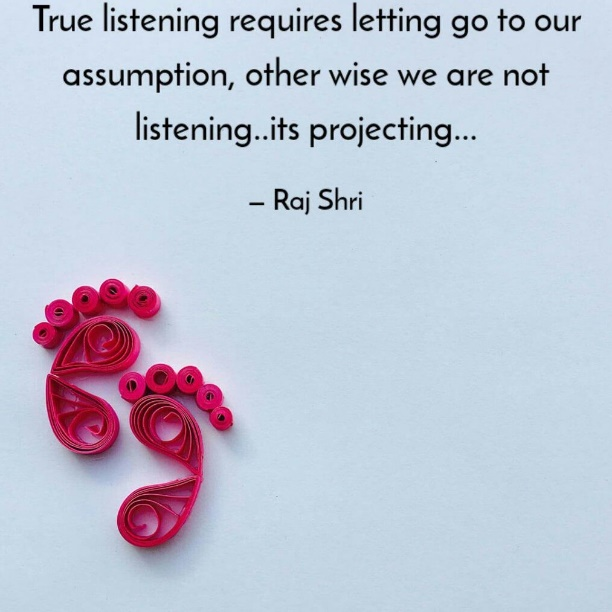 True listening requires letting go to our
assumption, other wise we are not
listening..its projecting...
– Raj Shri